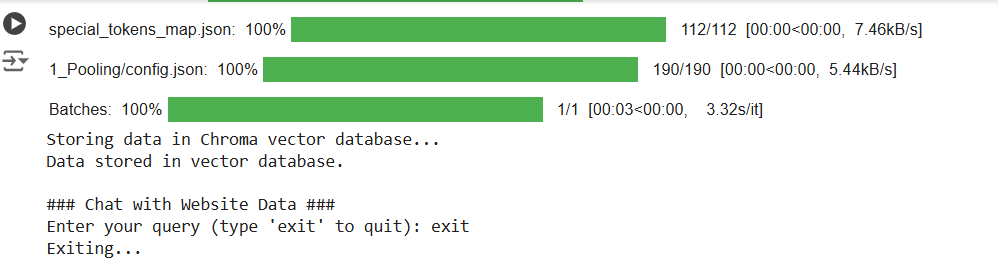 special_tokens_map.json: 100% 112/112 [00:00<00:00, 7.46kB/s]
1_Pooling/config.json: 100% 190/190 [00:00<00:00, 5.44kB/s]
Batches: 100% 1/1 [00:03<00:00, 3.32s/it]
Storing data in Chroma vector database...
Data stored in vector database.
### Chat with Website Data ###
Enter your query (type 'exit' to quit): exit
Exiting...